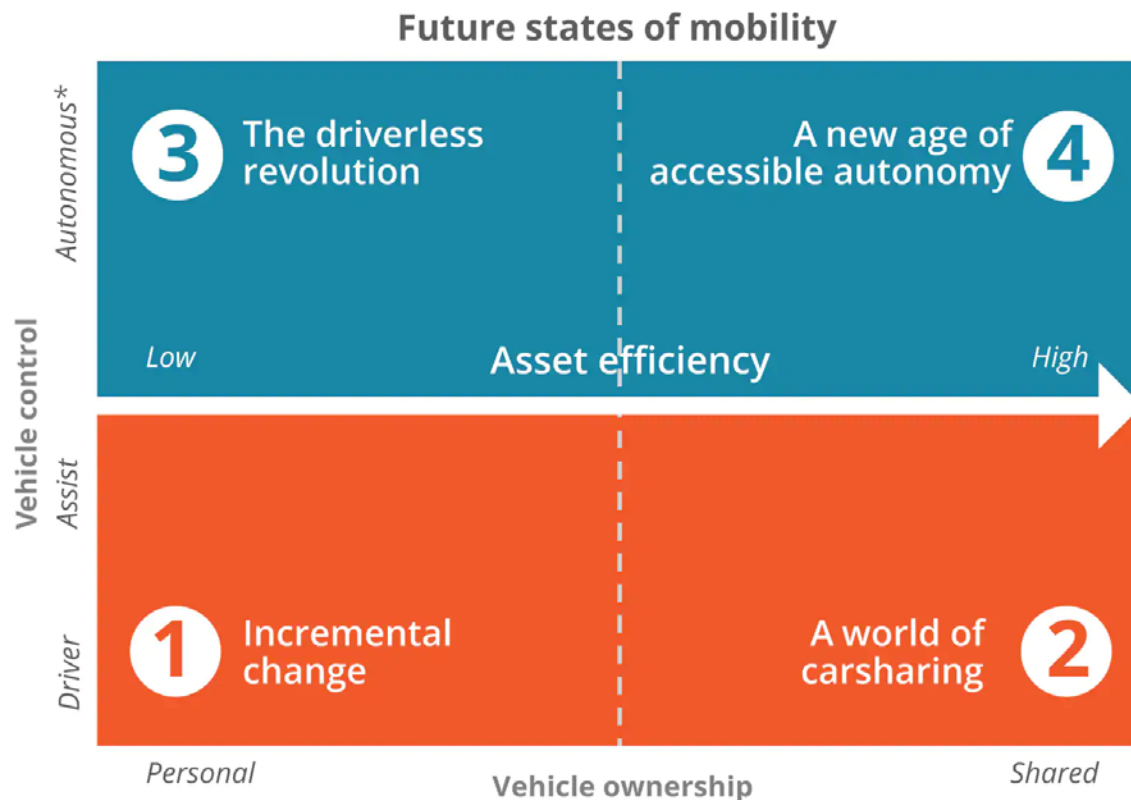 Future states of mobility
Autonomous*
3
The driverless
revolution
A new age of
accessible autonomy
4
Low
Asset efficiency
High
Vehicle control
Assist
Driver
1
Incremental
change
A world of
carsharing
2
Personal
Vehicle ownership
Shared